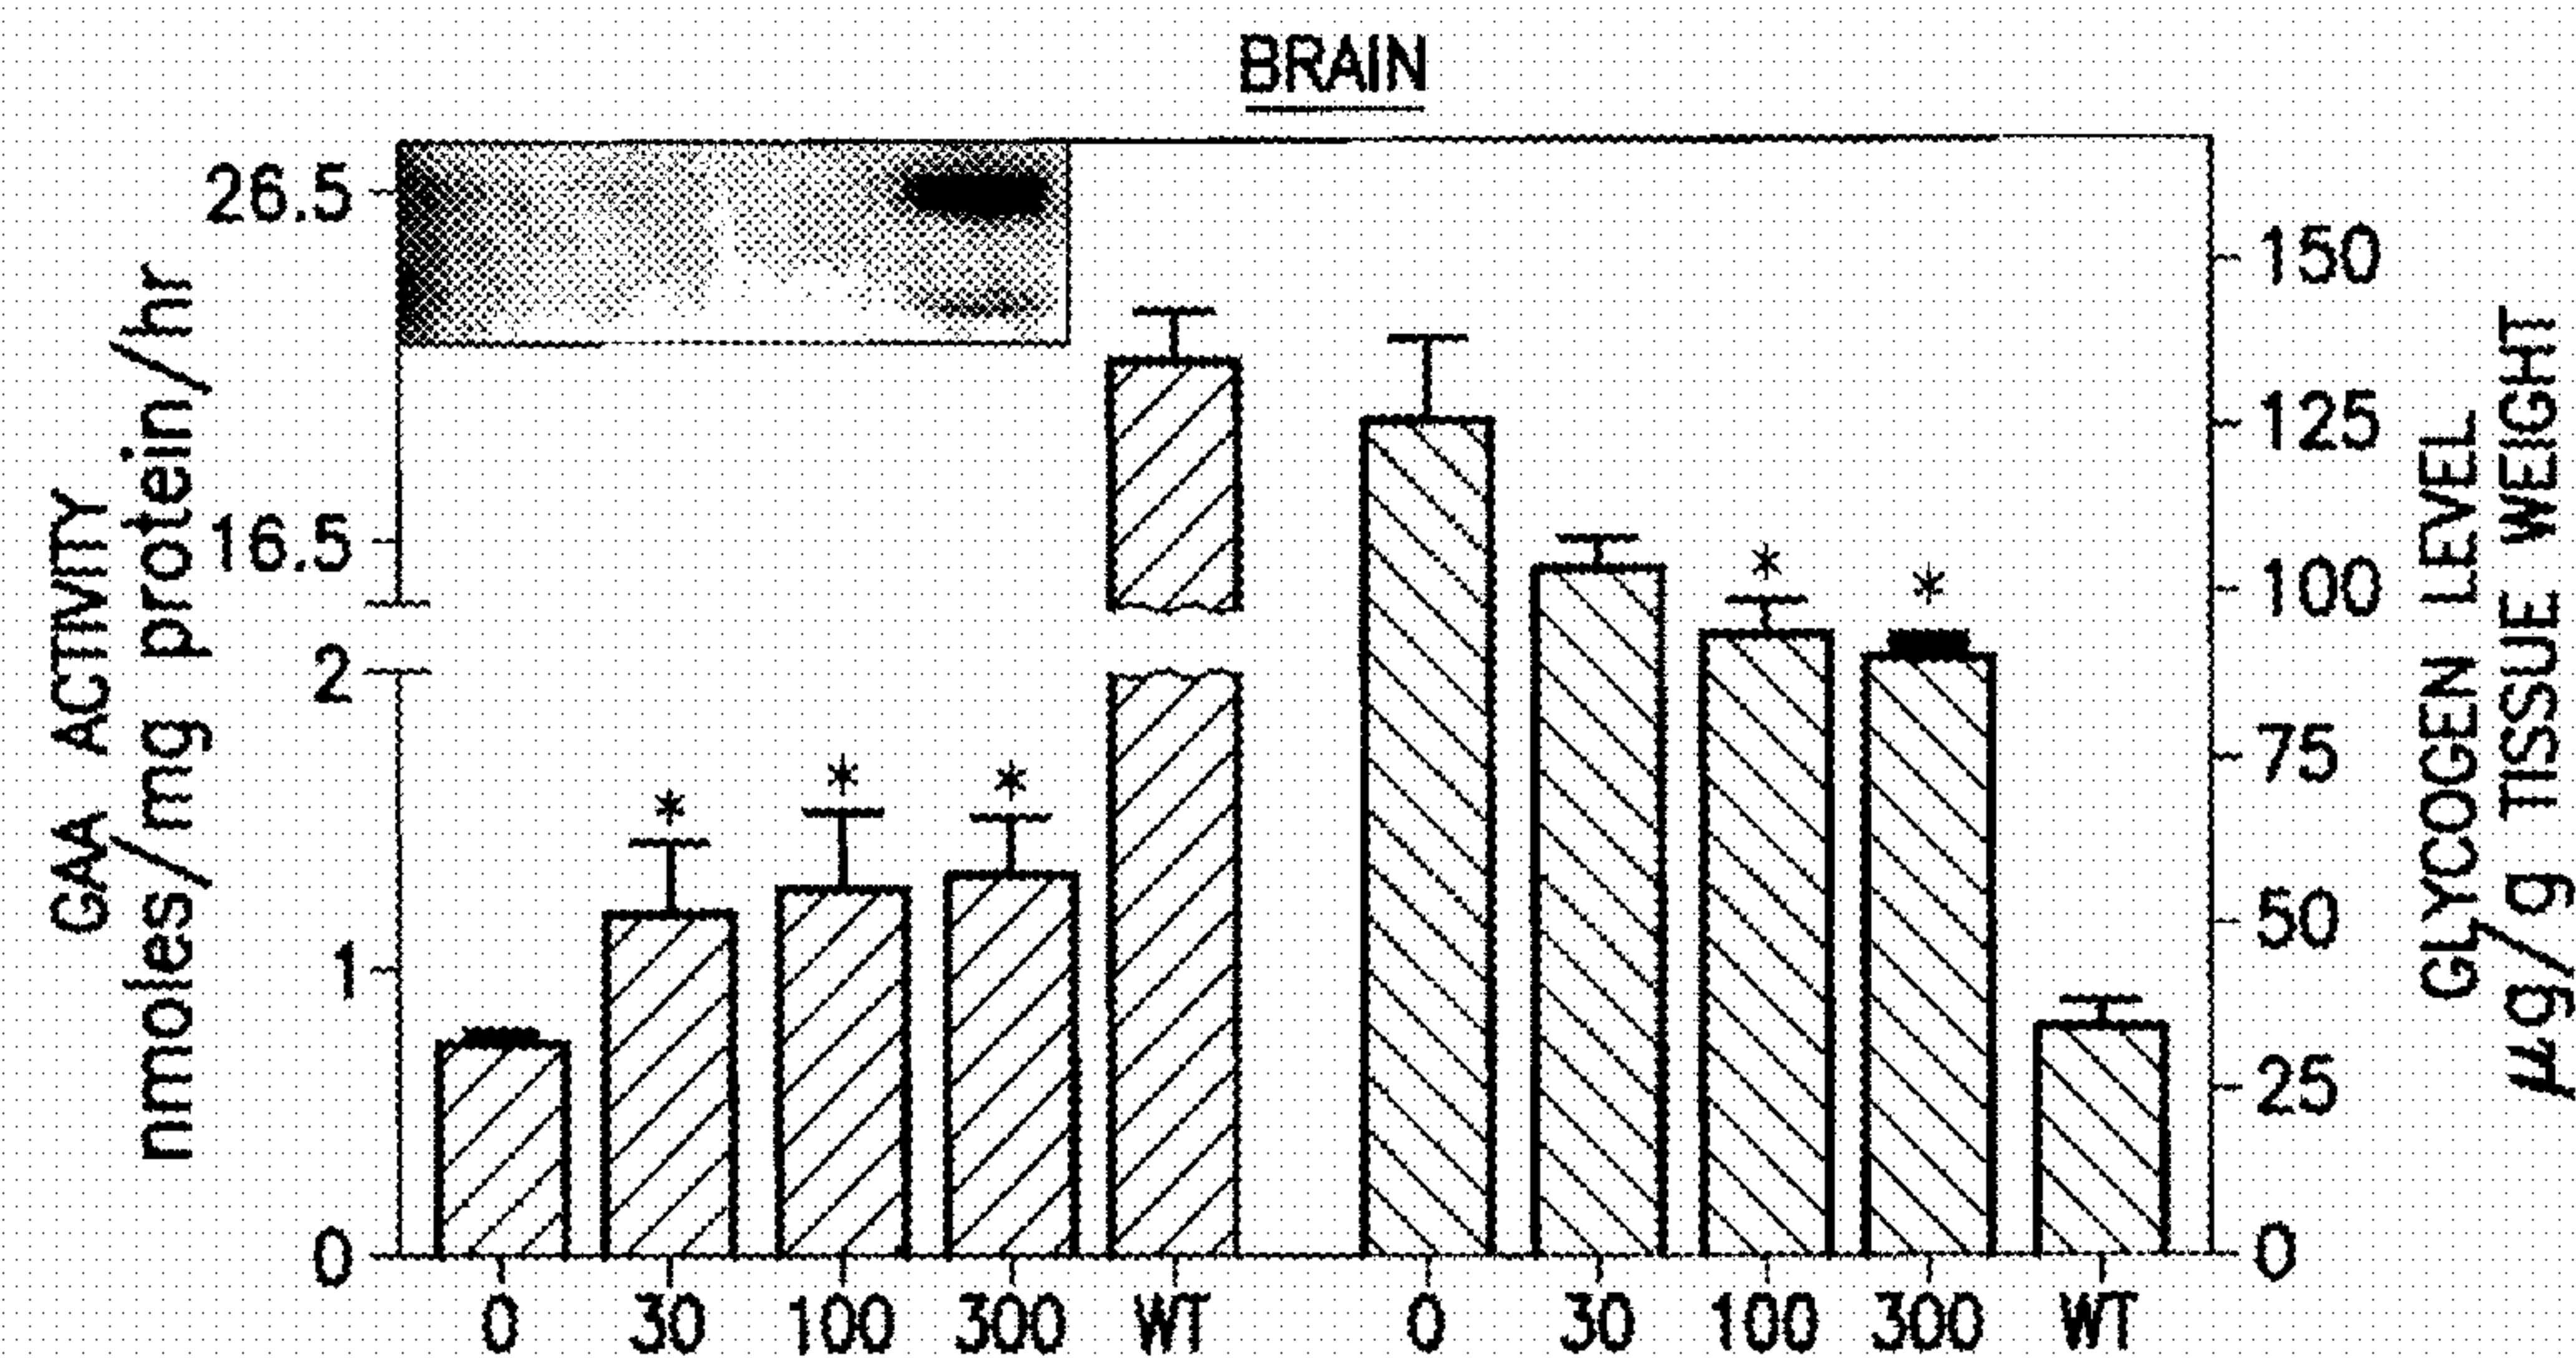 BRAIN
GAA ACTIVITY
nmoles/mg protein/hr
26.5
16.5
2
1
0
150
125
100
75
50
25
0
GLYCOGEN LEVEL
µg/g TISSUE WEIGHT
*
*
*
*
*
0 30 100 300 WT 0 30 100 300 WT